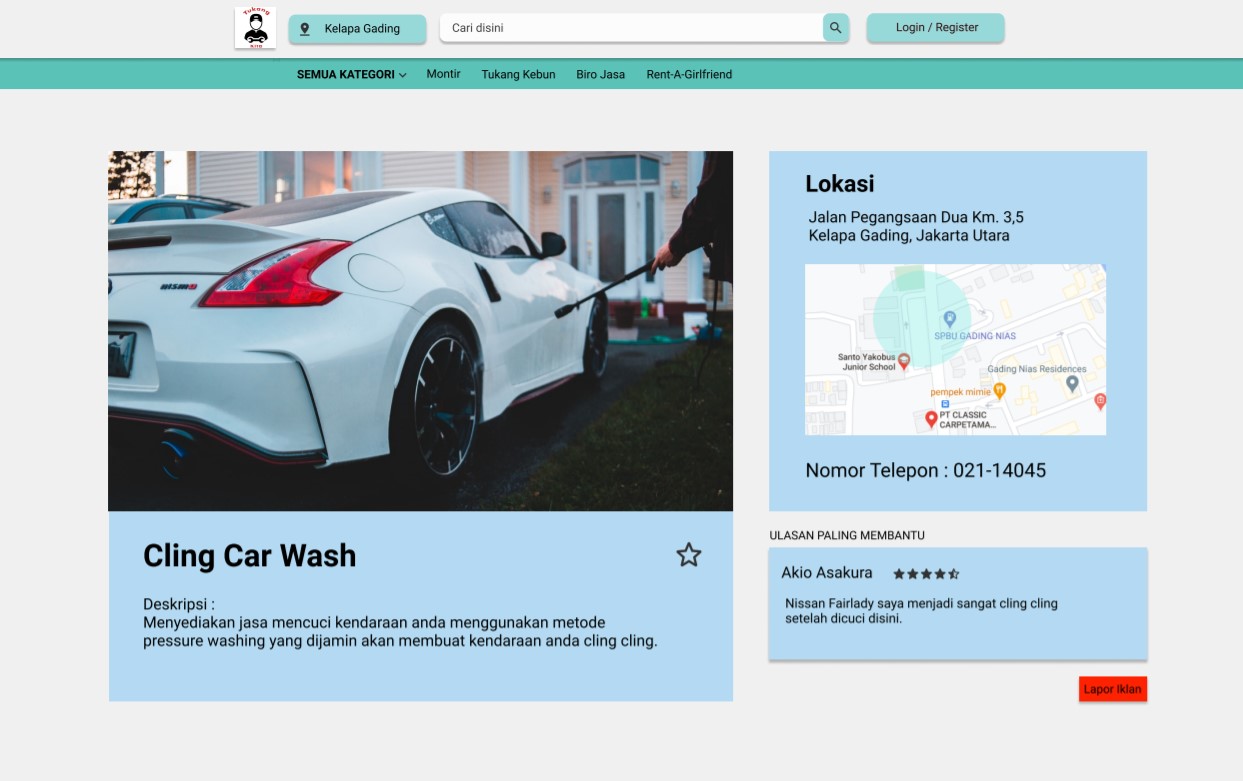 Tukang
Kelapa Gading
Cari disini
Login / Register
SEMUA KATEGORI
Montir
Tukang Kebun
Biro Jasa
Rent-A-Girlfriend
nismo
Cling Car Wash
Deskripsi :
Menyediakan jasa mencuci kendaraan anda menggunakan metode
pressure washing yang dijamin akan membuat kendaraan anda cling cling.
Lokasi
Jalan Pegangsaan Dua Km. 3,5
Kelapa Gading, Jakarta Utara
SPBU GADING NIAS
Santo Yakobus
Junior School
Gading Nias Residences
pempek mimie
PT CLASSIC
CARPETAMA...
Nomor Telepon : 021-14045
ULASAN PALING MEMBANTU
Akio Asakura
Nissan Fairlady saya menjadi sangat cling cling
setelah dicuci disini.
Lapor Iklan